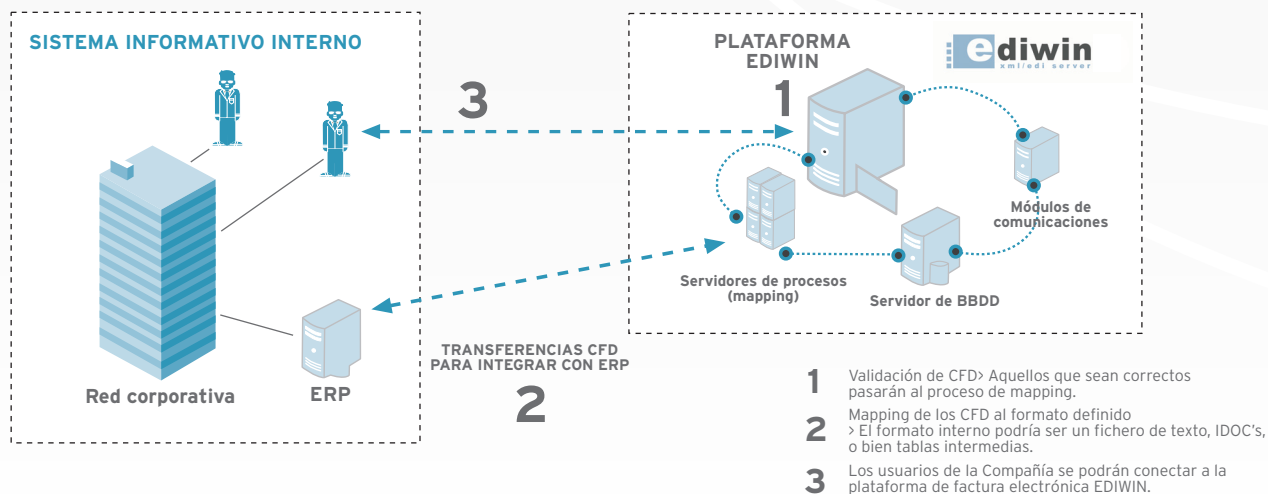 SISTEMA INFORMATIVO INTERNO
Red corporativa
ERP
3
TRANSFERENCIAS CFD
PARA INTEGRAR CON ERP
2
PLATAFORMA
EDIWIN
1
ediwin
xml/edi server
Módulos de
comunicaciones
Servidores de procesos
(mapping)
Servidor de BBDD
1 Validación de CFD> Aquellos que sean correctos
pasarán al proceso de mapping.
2 Mapping de los CFD al formato definido
> El formato interno podría ser un fichero de texto, IDOC's,
o bien tablas intermedias.
3 Los usuarios de la Compañía se podrán conectar a la
plataforma de factura electrónica EDIWIN.